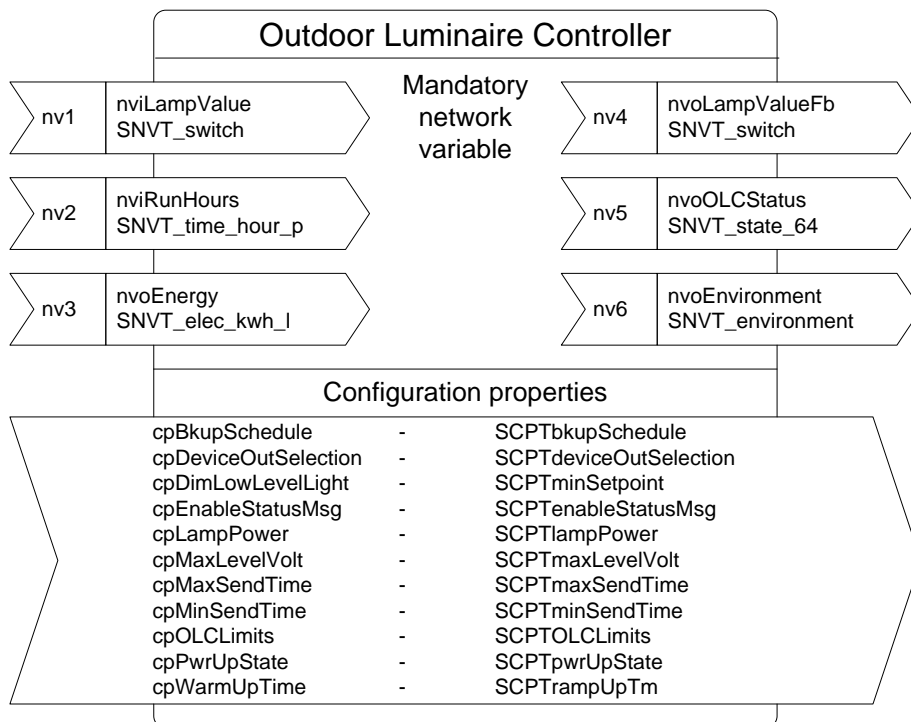 Outdoor Luminaire Controller
Mandatory
network
variable
nv1
nviLampValue
SNVT_switch
nv4
nvoLampValueFb
SNVT_switch
nv2
nviRunHours
SNVT_time_hour_p
nv5
nvoOLCStatus
SNVT_state_64
nv3
nvoEnergy
SNVT_elec_kwh_l
nv6
nvoEnvironment
SNVT_environment
Configuration properties
cpBkupSchedule - SCPTbkupSchedule
cpDeviceOutSelection - SCPTdeviceOutSelection
cpDimLowLevelLight - SCPTminSetpoint
cpEnableStatusMsg - SCPTenableStatusMsg
cpLampPower - SCPTlampPower
cpMaxLevelVolt - SCPTmaxLevelVolt
cpMaxSendTime - SCPTmaxSendTime
cpMinSendTime - SCPTminSendTime
cpOLCLimits - SCPTOLCLimits
cpPwrUpState - SCPTpwrUpState
cpWarmUpTime - SCPTrampUpTm